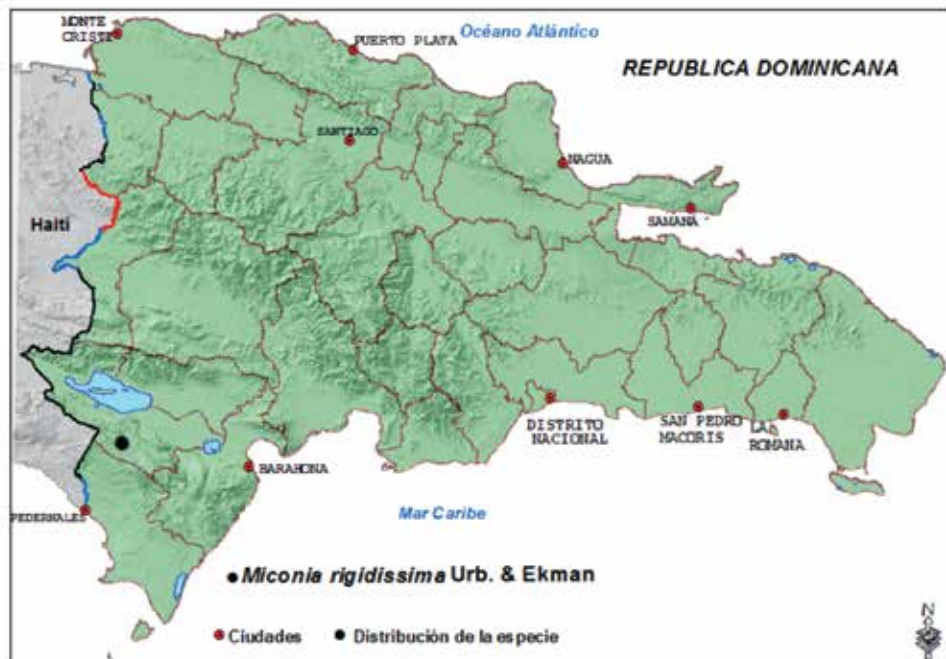 MONTE
CRISTI
PUERTO PLATA
Océano Atlántico
REPUBLICA DOMINICANA
SANTIAGO
NAGUA
SAMANA
Haiti
DISTRITO
NACIONAL
SAN PEDRO
MACORIS
LA
ROMANA
BARAHONA
PEDERNALES
Mar Caribe
Miconia rigidissima Urb. & Ekman
Ciudades
Distribución de la especie